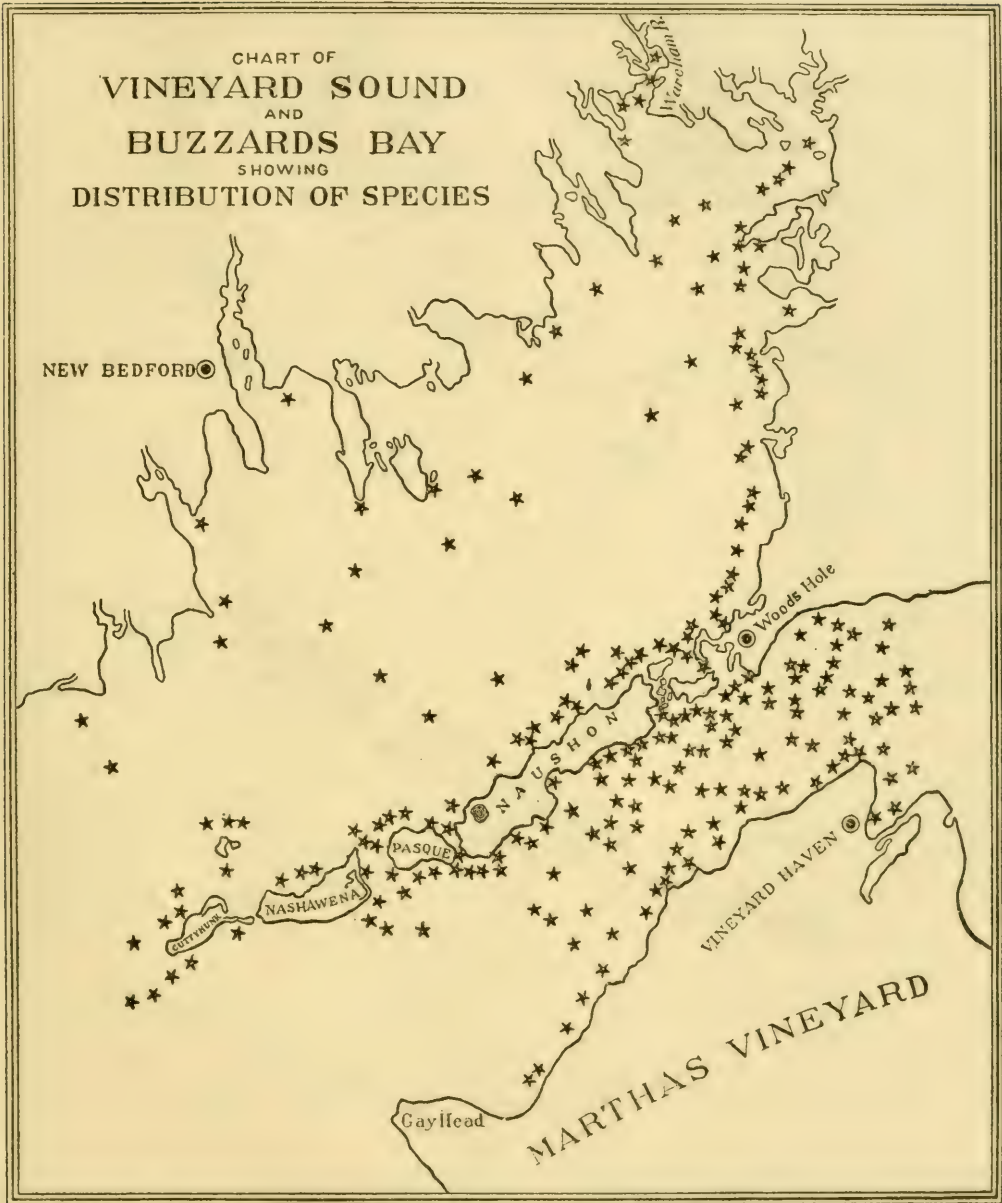 CHART OF
VINEYARD SOUND
AND
BUZZARDS BAY
SHOWING
DISTRIBUTION OF SPECIES
Wareham R.
NEW BEDFORD
Woods Hole
NAUSHON
PASQUE
NASHAWENA
CUTTYHUNK
VINEYARD HAVEN
MARTHAS VINEYARD
Gay Head